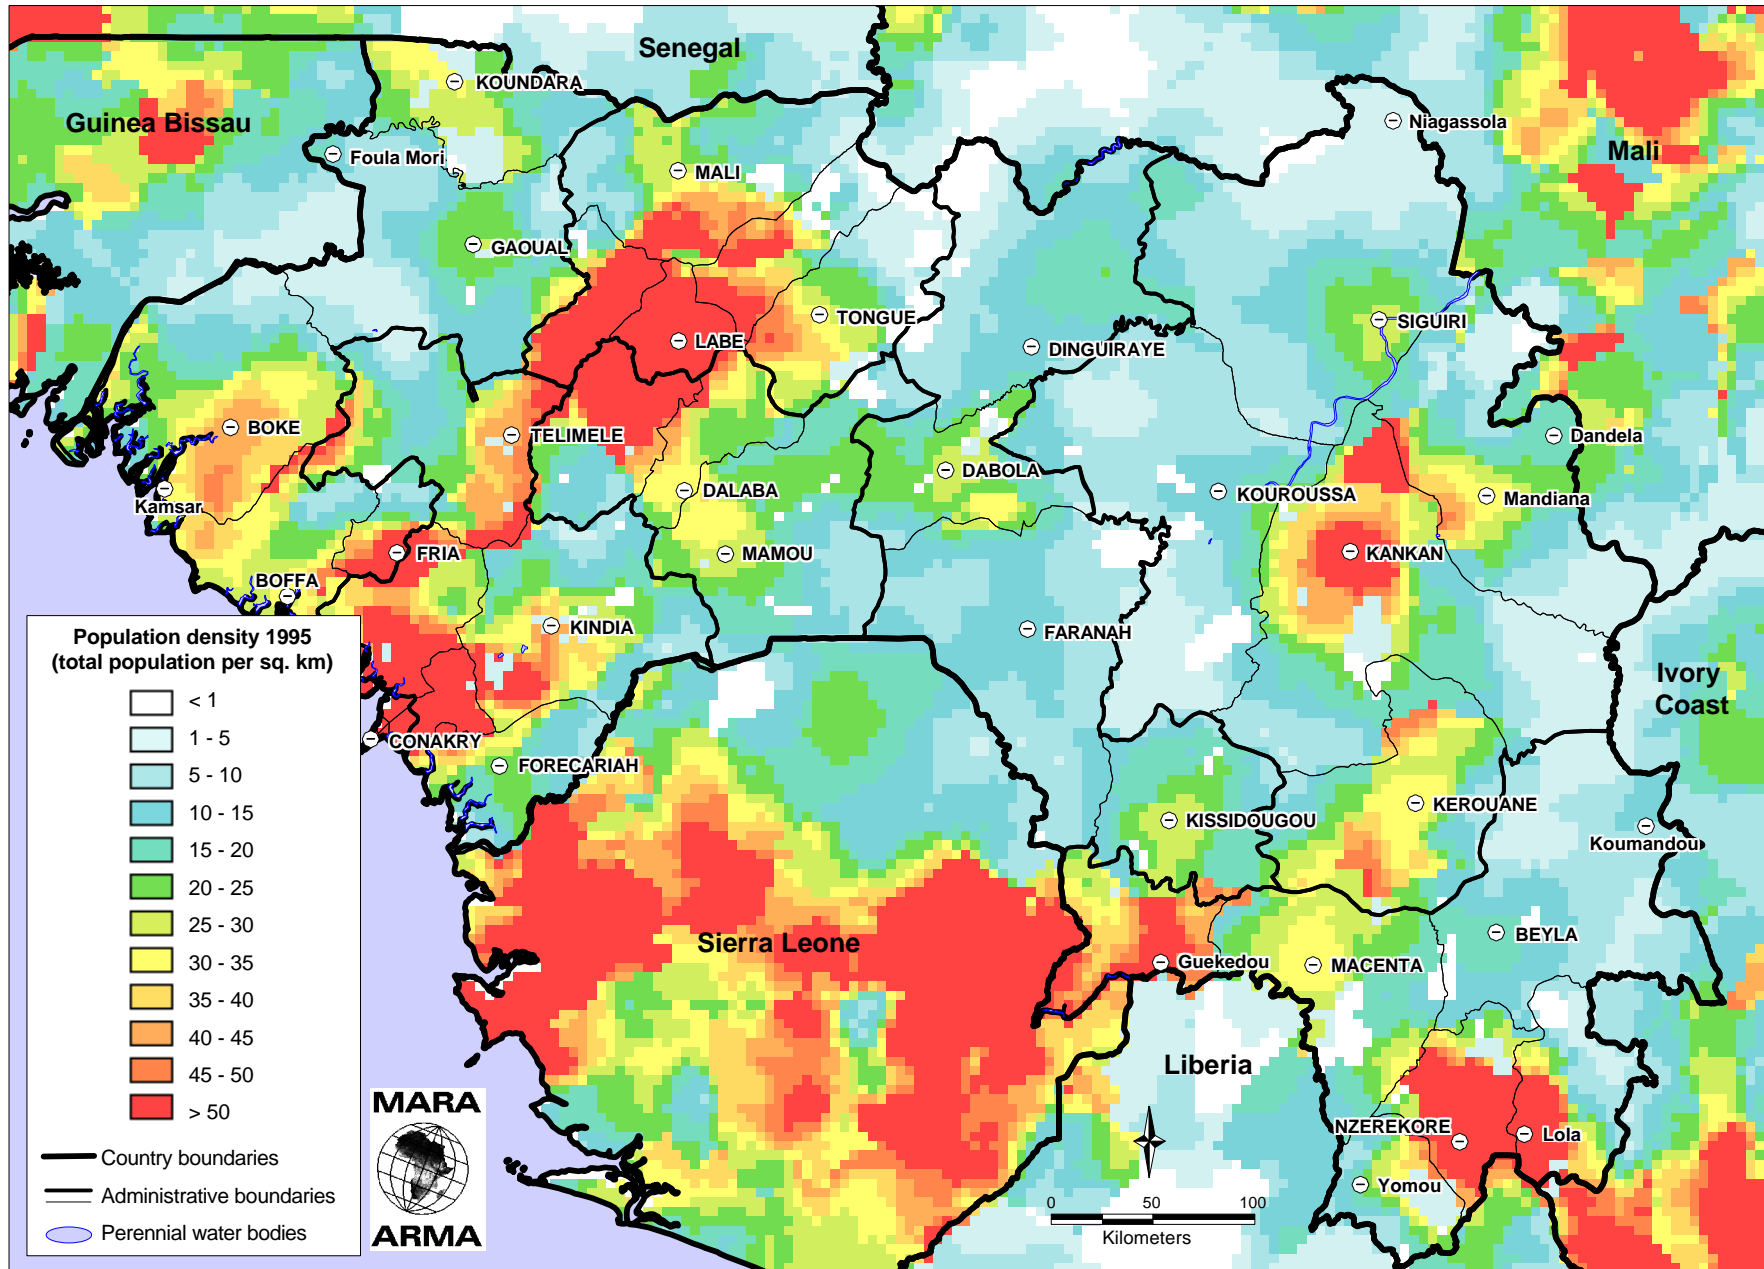 Senegal
KOUNDARA
Guinea Bissau
Niagassola
Foula Mori
MALI
Mali
GAOUAL
TONGUE
SIGUIRI
LABE
DINGUIRAYE
BOKE
TELIMELE
Dandela
DABOLA
DALABA
KOUROUSSA
Mandiana
Kamsar
FRIA
MAMOU
KANKAN
BOFFA
KINDIA
FARANAH
Ivory
Coast
CONAKRY
FORECARIAH
KISSIDOUGOU
KEROUANE
Koumandou
Sierra Leone
BEYLA
Guekedou
MACENTA
Liberia
NZEREKORE
Lola
Yomou
Population density 1995
(total population per sq. km)
< 1
1 - 5
5 - 10
10 - 15
15 - 20
20 - 25
25 - 30
30 - 35
35 - 40
40 - 45
45 - 50
> 50
Country boundaries
Administrative boundaries
Perennial water bodies
MARA
ARMA
0 50 100
Kilometers